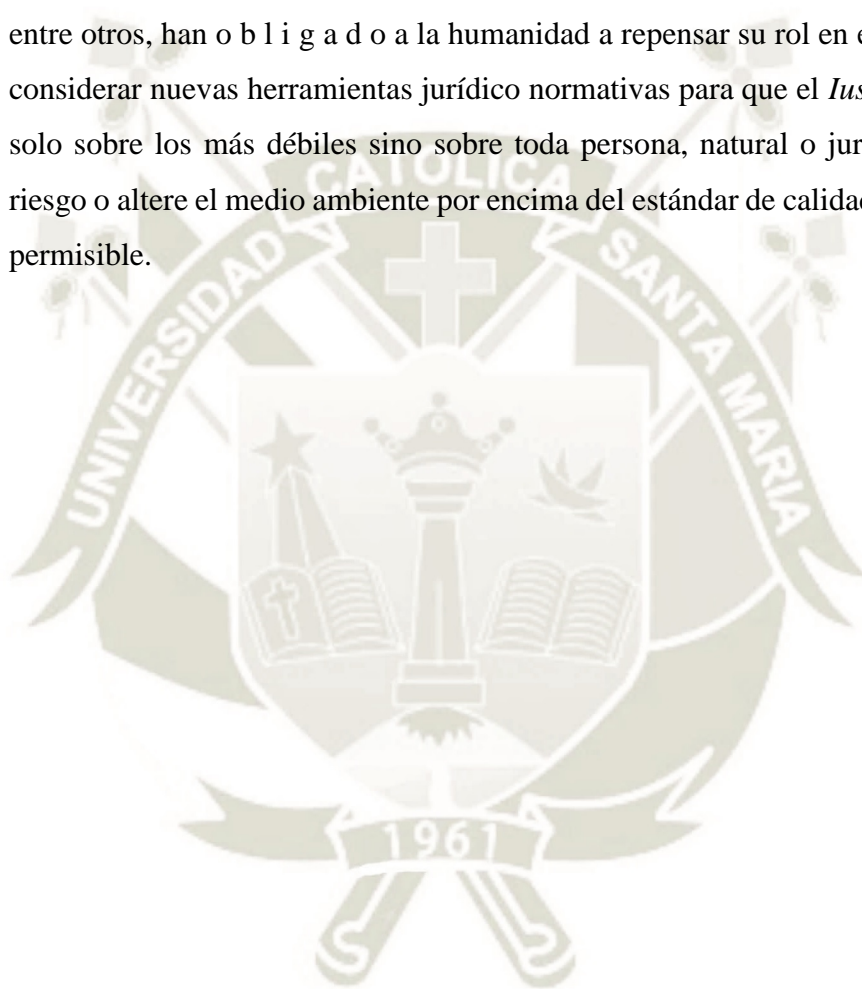 entre otros, han o b l i g a d o a la humanidad a repensar su rol en e
considerar nuevas herramientas jurídico normativas para que el Ius
solo sobre los más débiles sino sobre toda persona, natural o jur
riesgo o altere el medio ambiente por encima del estándar de calidad
permisible.
UNIVERSIDAD CATOLICA SANTA MARIA
1961